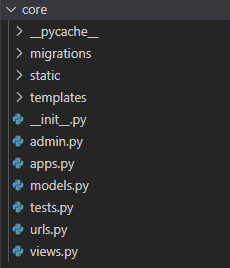 core
__pycache__
migrations
static
templates
__init__.py
admin.py
apps.py
models.py
tests.py
urls.py
views.py